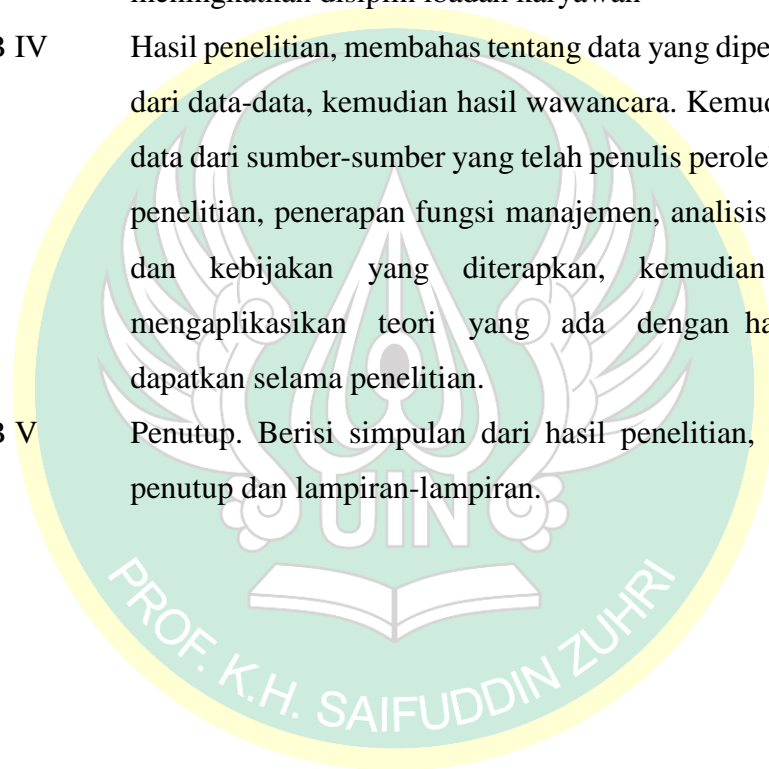 meningkatkan disiplin ibadah karyawan
B IV Hasil penelitian, membahas tentang data yang dipe
dari data-data, kemudian hasil wawancara. Kemud
data dari sumber-sumber yang telah penulis perole
penelitian, penerapan fungsi manajemen, analisis
dan kebijakan yang diterapkan, kemudian
mengaplikasikan teori yang ada dengan ha
dapatkan selama penelitian.
B V Penutup. Berisi simpulan dari hasil penelitian,
penutup dan lampiran-lampiran.
UIN
PROF. K.H. SAIFUDDIN ZUHRI